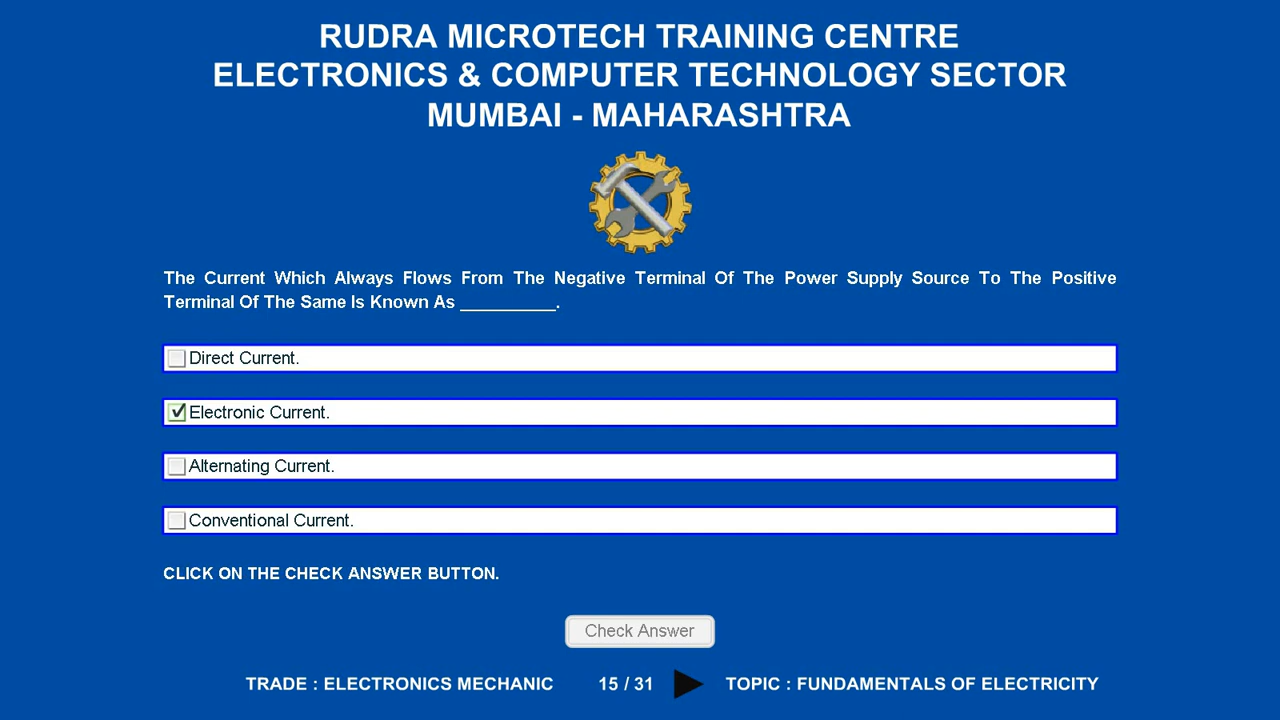 RUDRA MICROTECH TRAINING CENTRE
ELECTRONICS & COMPUTER TECHNOLOGY SECTOR
MUMBAI - MAHARASHTRA
The Current Which Always Flows From The Negative Terminal Of The Power Supply Source To The Positive
Terminal Of The Same Is Known As __________.
Direct Current.
Electronic Current.
Alternating Current.
Conventional Current.
CLICK ON THE CHECK ANSWER BUTTON.
Check Answer
TRADE : ELECTRONICS MECHANIC 15 / 31 TOPIC : FUNDAMENTALS OF ELECTRICITY